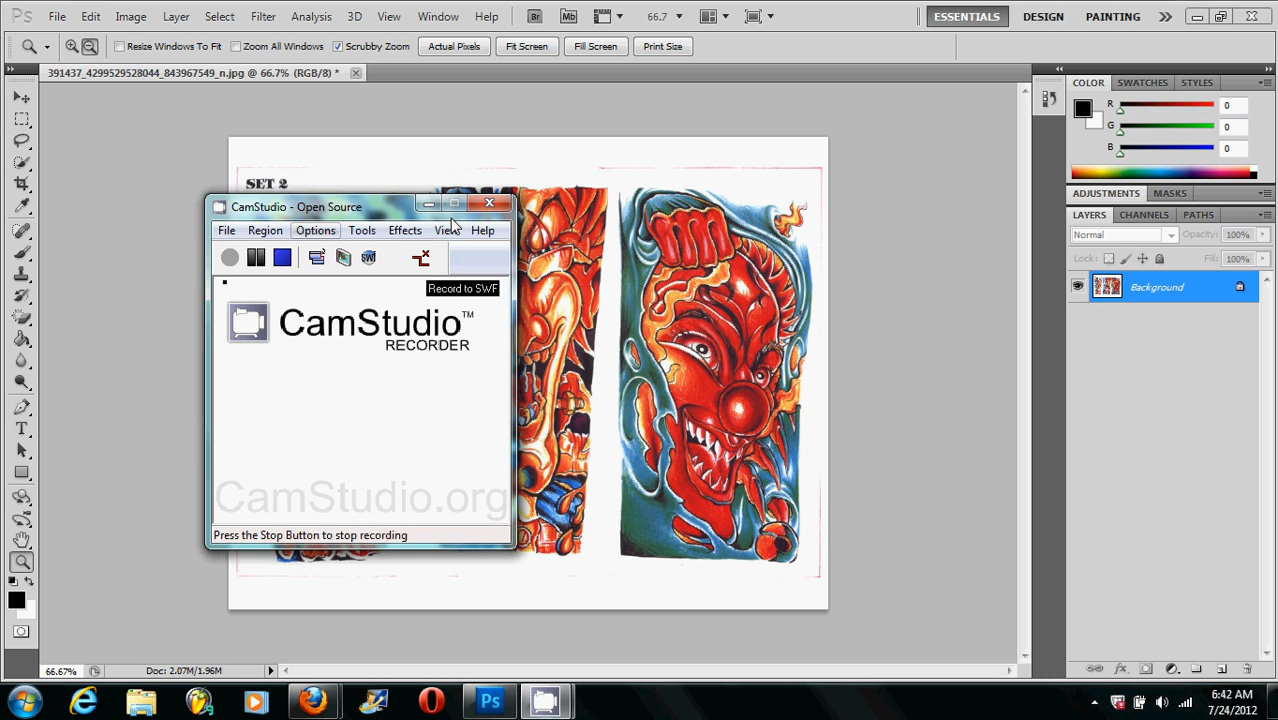 Ps File Edit Image Layer Select Filter Analysis 3D View Window Help Br Mb 66.7 ESSENTIALS DESIGN PAINTING
Resize Windows To Fit Zoom All Windows Scrubby Zoom Actual Pixels Fit Screen Fill Screen Print Size
391437_4299529528044_843967549_n.jpg @ 66.7% (RGB/8) *
COLOR SWATCHES STYLES
R 0
G 0
B 0
ADJUSTMENTS MASKS
LAYERS CHANNELS PATHS
Normal Opacity: 100%
Lock: Fill: 100%
Background
SET 2
CamStudio - Open Source
File Region Options Tools Effects View Help
SWF
Record to SWF
CamStudio™
RECORDER
CamStudio.org
Press the Stop Button to stop recording
66.67% Doc: 2.07M/1.96M
Ps
6:42 AM
7/24/2012